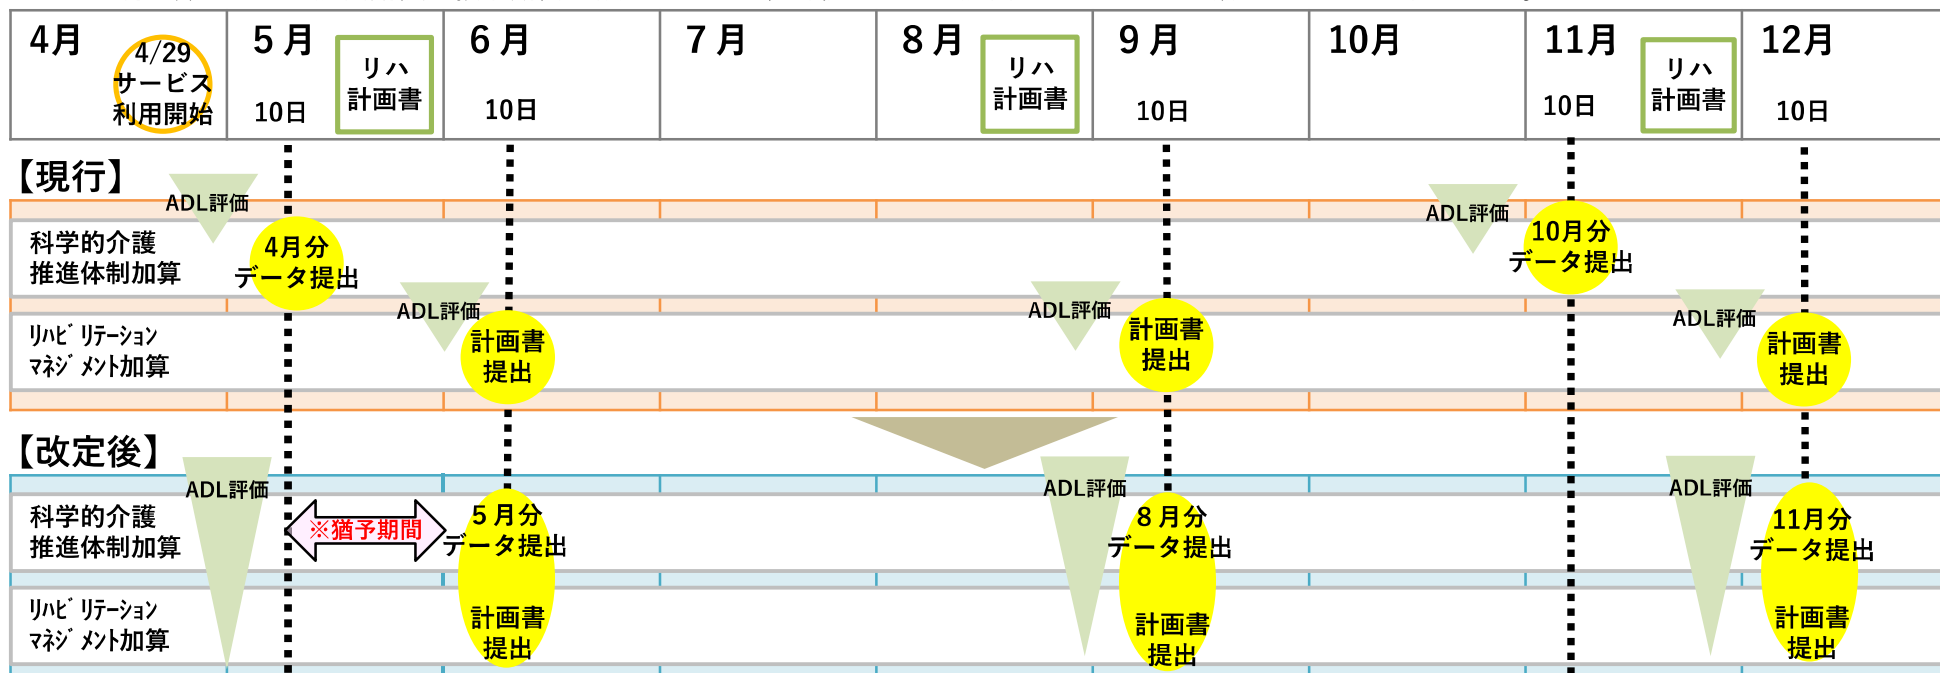 4月
4/29
サービス
利用開始
5月
10日
リハ
計画書
6月
10日
7月
8月
リハ
計画書
9月
10日
10月
11月
10日
リハ
計画書
12月
10日
【現行】
ADL評価
ADL評価
科学的介護
推進体制加算
4月分
データ提出
10月分
データ提出
ADL評価
ADL評価
ADL評価
リハビリテーション
マネジメント加算
計画書
提出
計画書
提出
計画書
提出
【改定後】
ADL評価
ADL評価
ADL評価
科学的介護
推進体制加算
※猶予期間
5月分
データ提出
8月分
データ提出
11月分
データ提出
リハビリテーション
マネジメント加算
計画書
提出
計画書
提出
計画書
提出